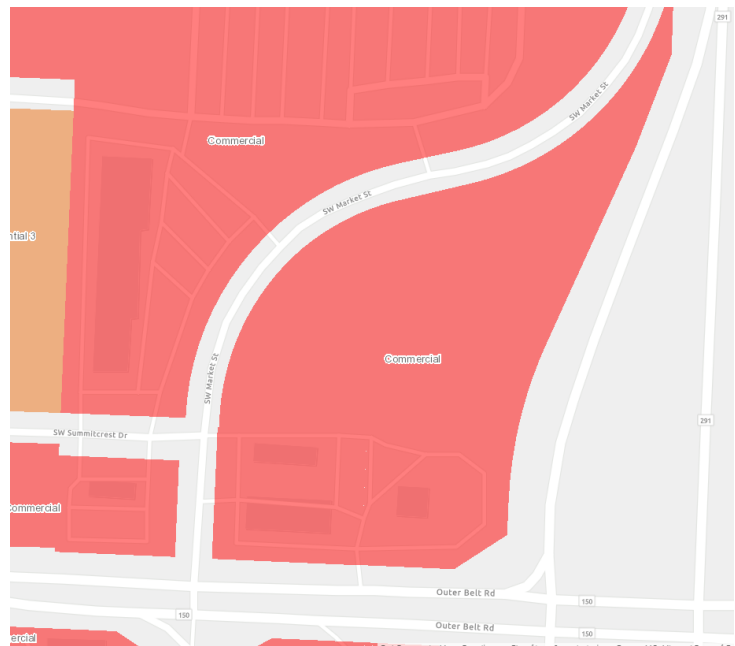 291
SW Market St
Commercial
SW Market St
ntial 3
Commercial
SW Market St
291
SW Summitcrest Dr
Commercial
Outer Belt Rd
150
150
Outer Belt Rd
150
ercial